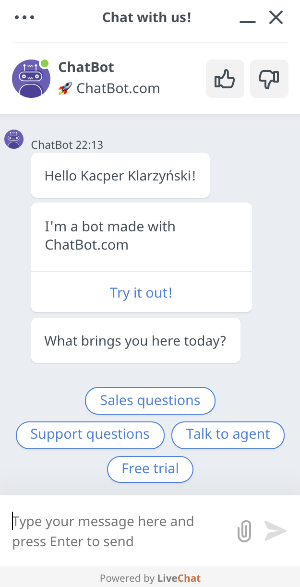 Chat with us!
ChatBot
🚀 ChatBot.com
ChatBot 22:13
Hello Kacper Klarzyński!
I'm a bot made with
ChatBot.com
Try it out!
What brings you here today?
Sales questions
Support questions
Talk to agent
Free trial
Type your message here and
press Enter to send
Powered by LiveChat